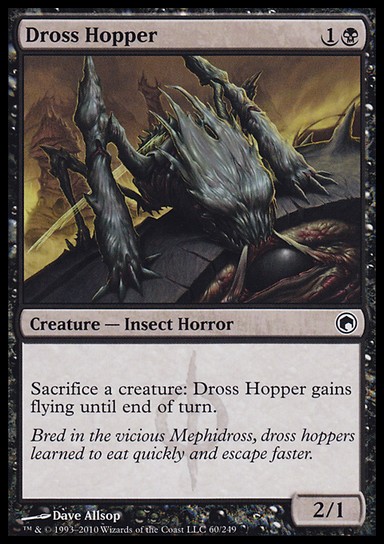 Dross Hopper 1
Creature — Insect Horror
Sacrifice a creature: Dross Hopper gains
flying until end of turn.
Bred in the vicious Mephidross, dross hoppers
learned to eat quickly and escape faster.
Dave Allsop
™ & © 1993–2010 Wizards of the Coast LLC 60/249
2/1